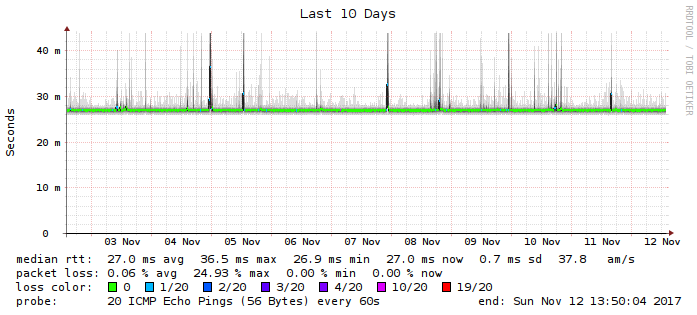 Last 10 Days
RRDTOOL / TOBI OETIKER
Seconds
40 m
30 m
20 m
10 m
0
03 Nov 04 Nov 05 Nov 06 Nov 07 Nov 08 Nov 09 Nov 10 Nov 11 Nov 12 Nov
median rtt: 27.0 ms avg 36.5 ms max 26.9 ms min 27.0 ms now 0.7 ms sd 37.8 am/s
packet loss: 0.06 % avg 24.93 % max 0.00 % min 0.00 % now
loss color: 0 1/20 2/20 3/20 4/20 10/20 19/20
probe: 20 ICMP Echo Pings (56 Bytes) every 60s end: Sun Nov 12 13:50:04 2017